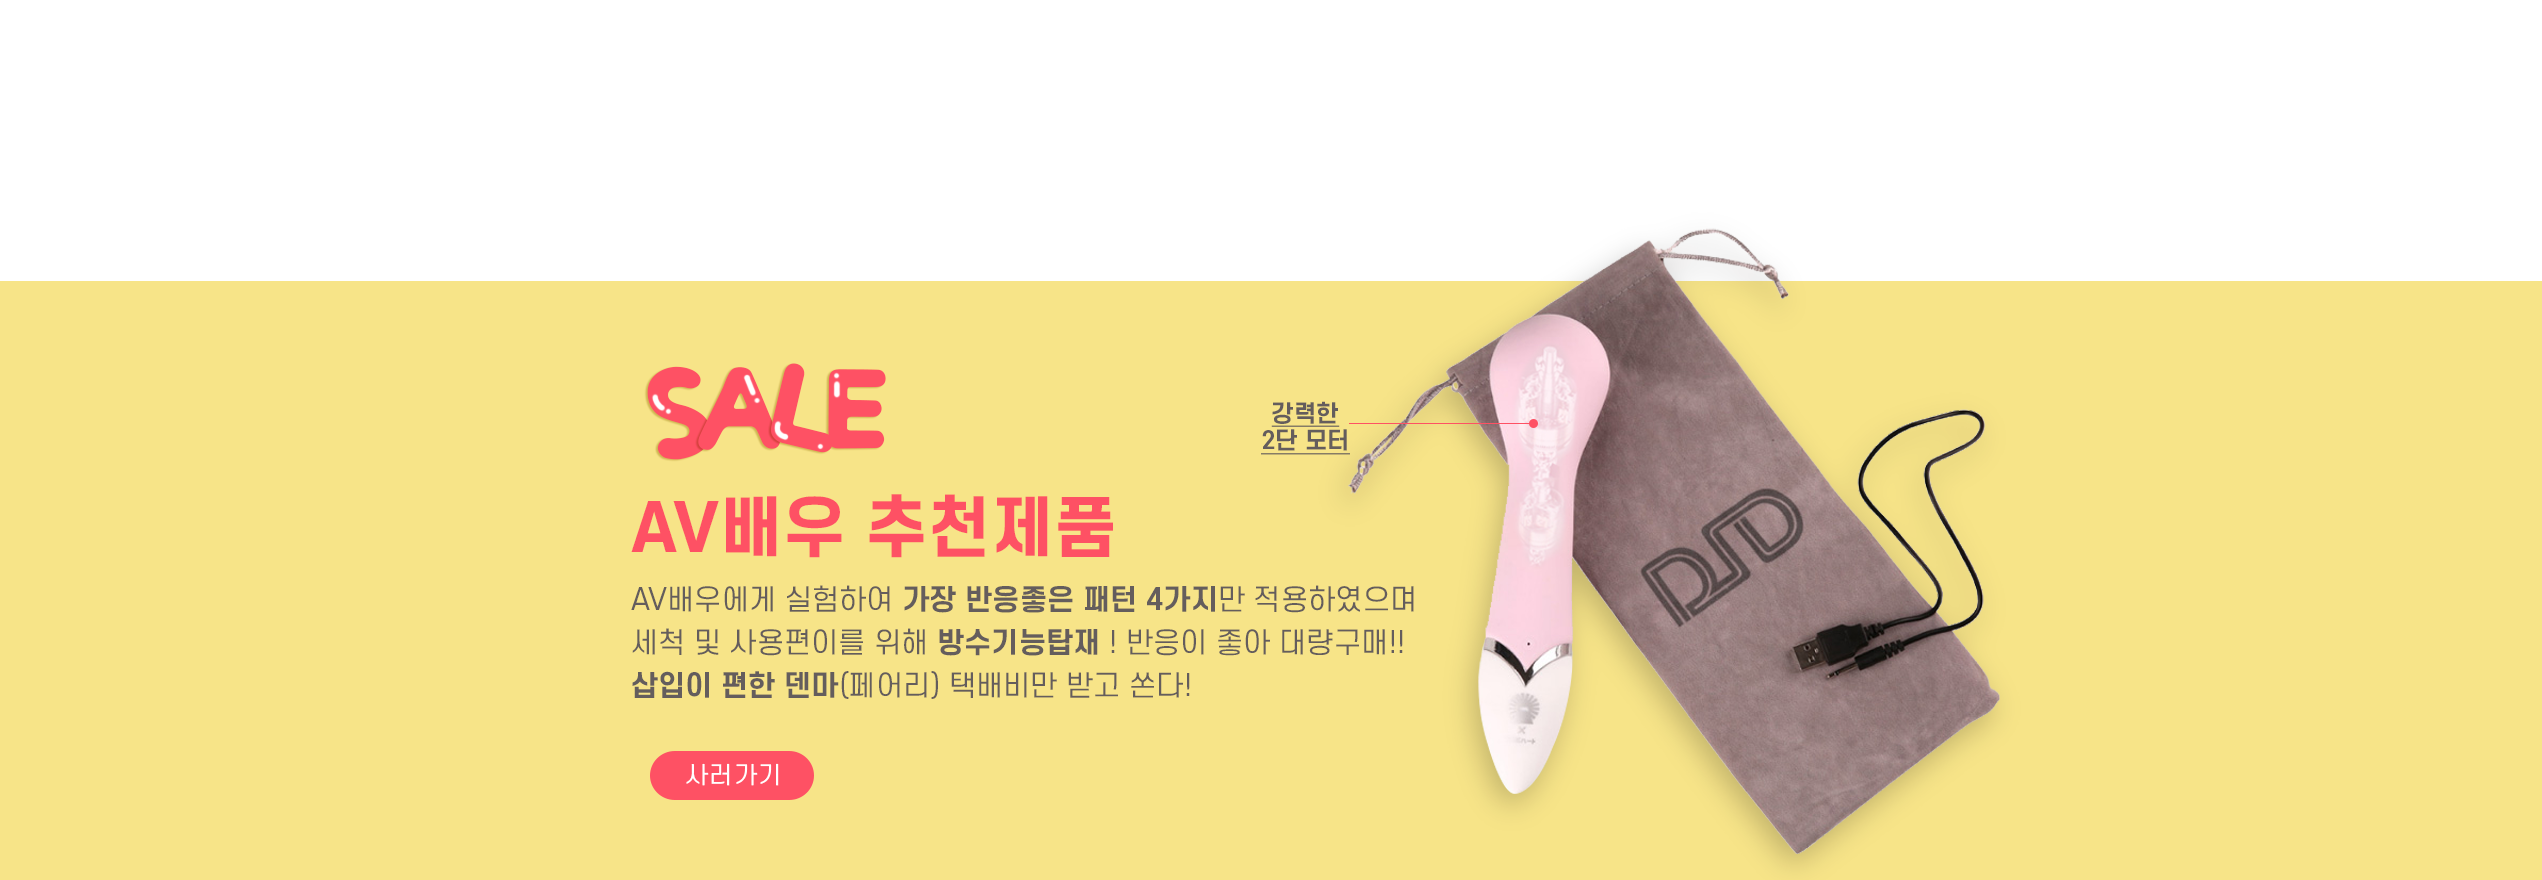 SALE
AV배우 추천제품
AV배우에게 실험하여 가장 반응좋은 패턴 4가지만 적용하였으며
세척 및 사용편이를 위해 방수기능탑재 ! 반응이 좋아 대량구매!!
삽입이 편한 덴마(페어리) 택배비만 받고 쏜다!
사러가기
강력한
2단 모터